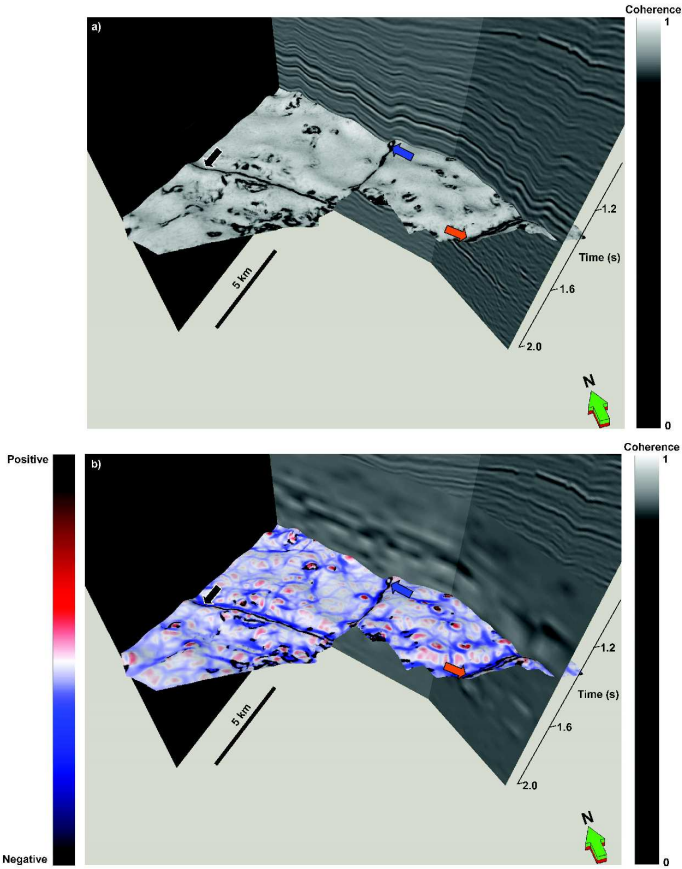 Coherence
a)
1
1.2
Time (s)
1.6
5 km
2.0
N
0
Coherence
Positive
b)
1
1.2
Time (s)
5 km
1.6
2.0
N
Negative
0